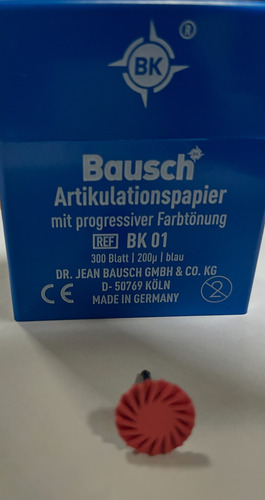 ®
BK
Bausch
Artikulationspapier
mit progressiver Farbtönung
REF BK 01
300 Blatt | 200µ | blau
DR. JEAN BAUSCH GMBH & CO. KG
CE D- 50769 KÖLN 2
MADE IN GERMANY